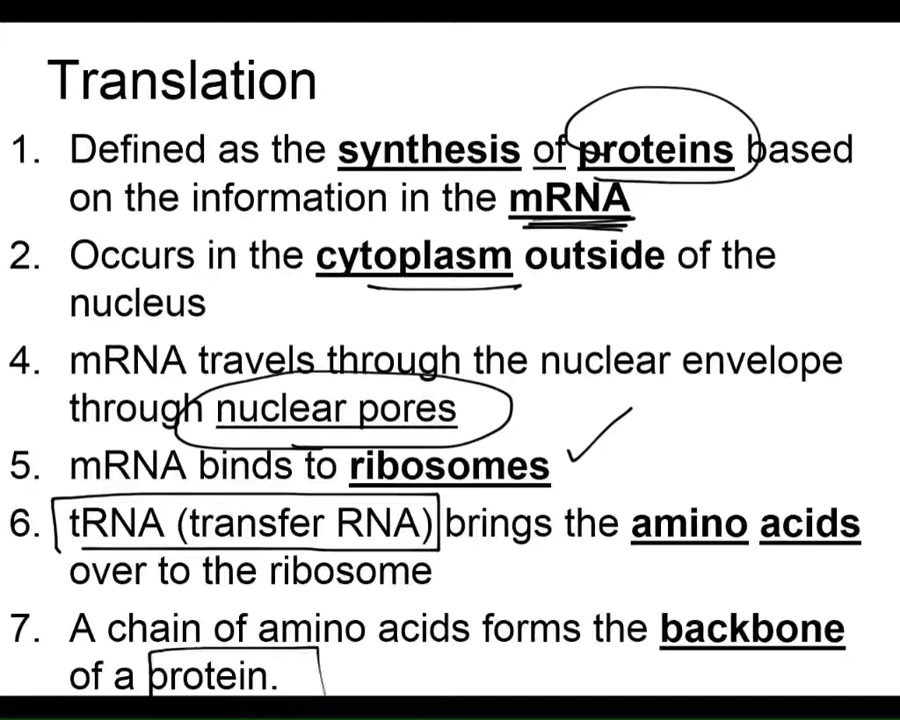 Translation
1. Defined as the synthesis of proteins based
on the information in the mRNA
2. Occurs in the cytoplasm outside of the
nucleus
4. mRNA travels through the nuclear envelope
through nuclear pores
5. mRNA binds to ribosomes
6. tRNA (transfer RNA) brings the amino acids
over to the ribosome
7. A chain of amino acids forms the backbone
of a protein.